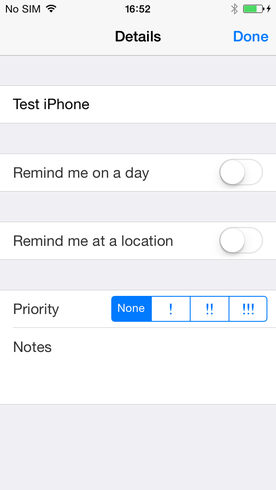 No SIM 16:52
Details Done
Test iPhone
Remind me on a day
Remind me at a location
Priority None ! !! !!!
Notes